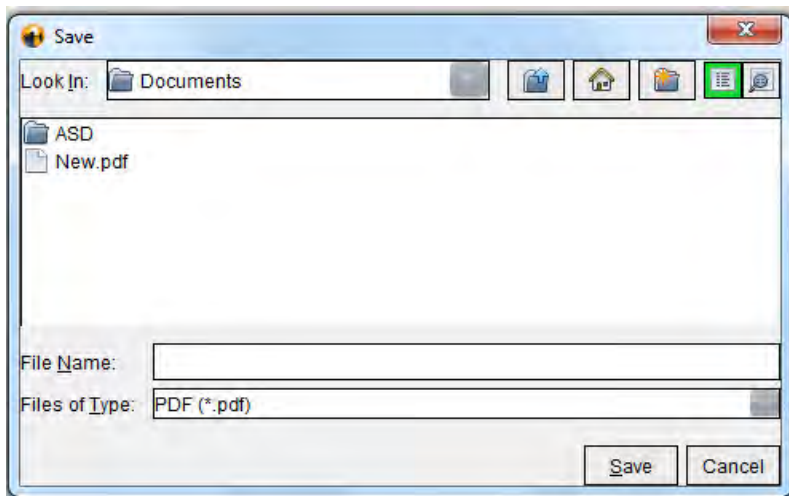 Save
Look In: Documents
ASD
New.pdf
File Name:
Files of Type: PDF (*.pdf)
Save Cancel